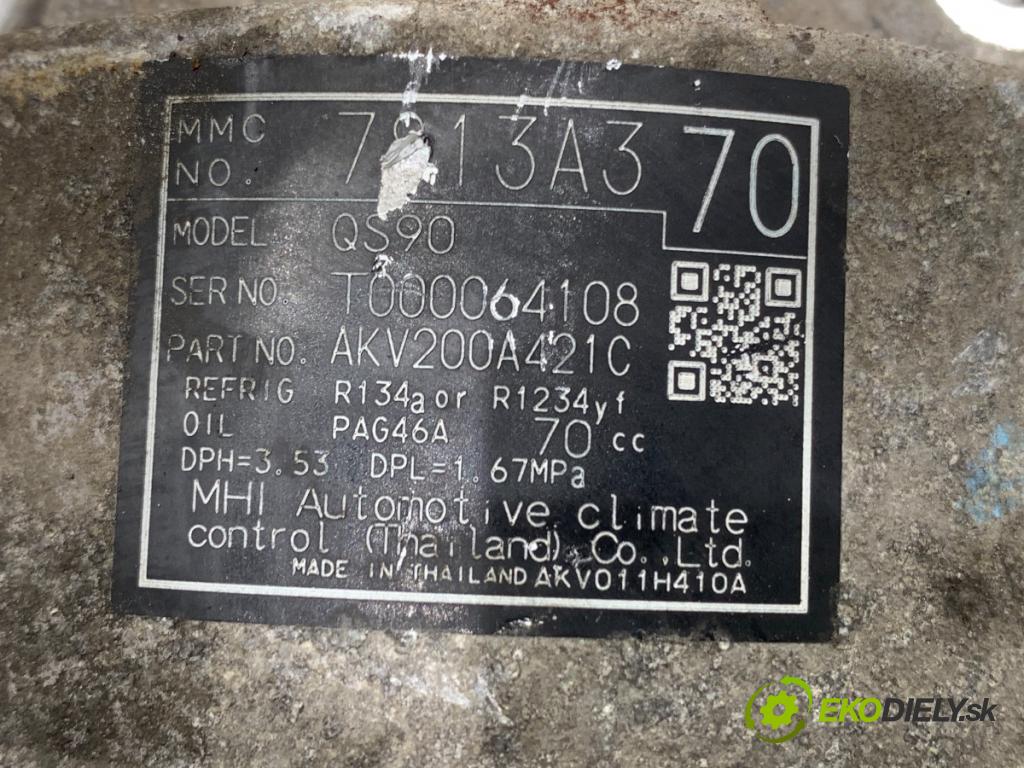 MMC NO. 7813A370
MODEL QS90
SER NO. T000064108
PART NO. AKV200A421C
REFRIG R134a or R1234yf
OIL PAG46A 70 cc
DPH=3.53 DPL=1.67MPa
MHI Automotive climate
control (Thailand) Co.,Ltd.
MADE IN THAILAND AKV011H410A
EKODIELY.sk